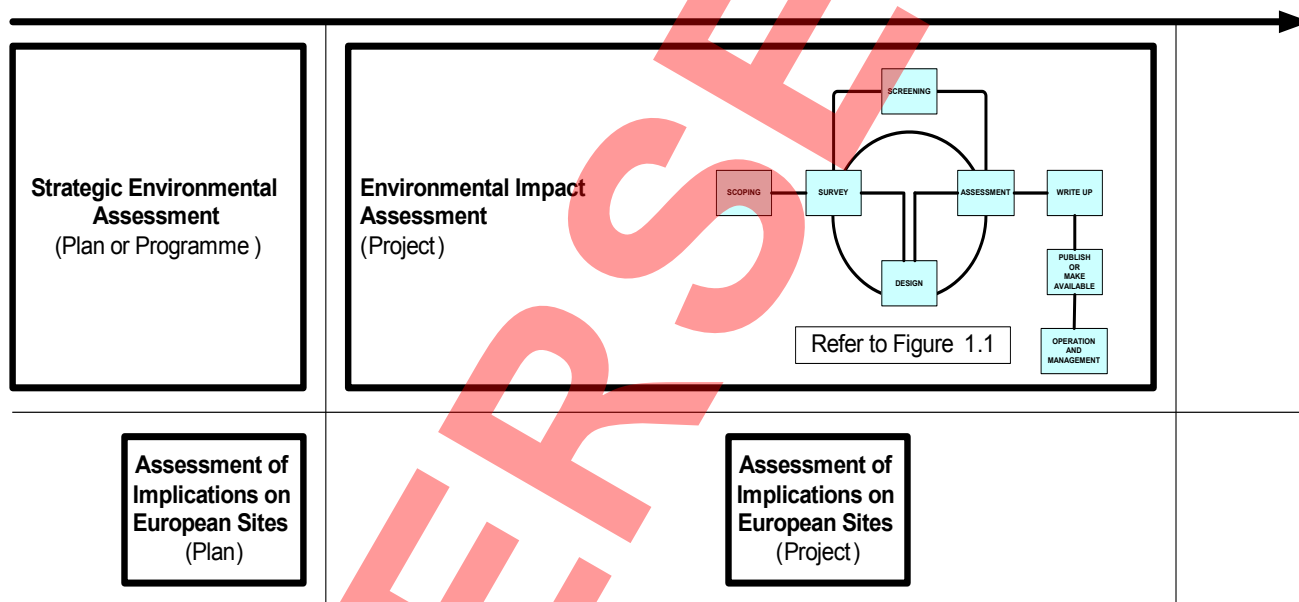 Strategic Environmental
Assessment
(Plan or Programme )
Environmental Impact
Assessment
(Project)
SCREENING
SCOPING
SURVEY
ASSESSMENT
WRITE UP
DESIGN
PUBLISH
OR
MAKE
AVAILABLE
OPERATION
AND
MANAGEMENT
Refer to Figure 1.1
Assessment of
Implications on
European Sites
(Plan)
Assessment of
Implications on
European Sites
(Project)
ERSE